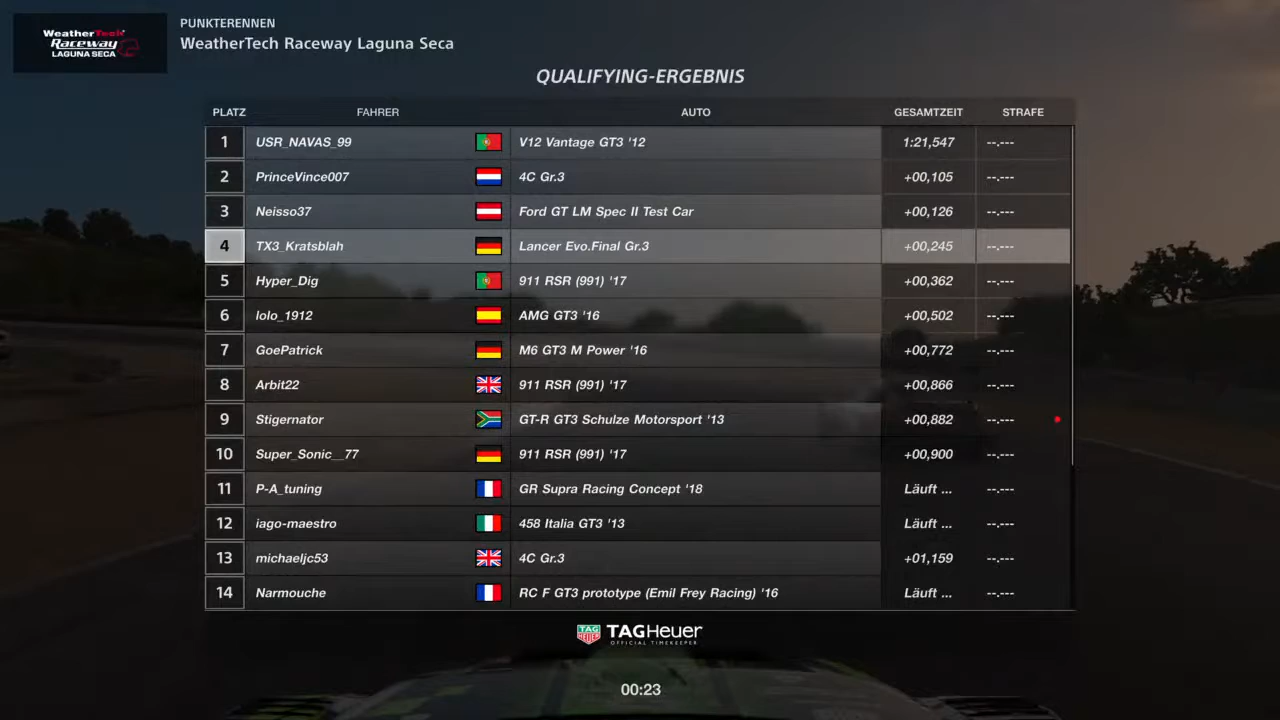 WeatherTech
Raceway
LAGUNA SECA
PUNKTERENNEN
WeatherTech Raceway Laguna Seca
QUALIFYING-ERGEBNIS
PLATZ FAHRER AUTO GESAMTZEIT STRAFE
1 USR_NAVAS_99 V12 Vantage GT3 '12 1:21,547 --.---
2 PrinceVince007 4C Gr.3 +00,105 --.---
3 Neisso37 Ford GT LM Spec II Test Car +00,126 --.---
4 TX3_Kratsblah Lancer Evo.Final Gr.3 +00,245 --.---
5 Hyper_Dig 911 RSR (991) '17 +00,362 --.---
6 lolo_1912 AMG GT3 '16 +00,502 --.---
7 GoePatrick M6 GT3 M Power '16 +00,772 --.---
8 Arbit22 911 RSR (991) '17 +00,866 --.---
9 Stigernator GT-R GT3 Schulze Motorsport '13 +00,882 --.---
10 Super_Sonic__77 911 RSR (991) '17 +00,900 --.---
11 P-A_tuning GR Supra Racing Concept '18 Läuft ... --.---
12 iago-maestro 458 Italia GT3 '13 Läuft ... --.---
13 michaeljc53 4C Gr.3 +01,159 --.---
14 Narmouche RC F GT3 prototype (Emil Frey Racing) '16 Läuft ... --.---
TAG HEUER TAGHeuer
OFFICIAL TIMEKEEPER
00:23